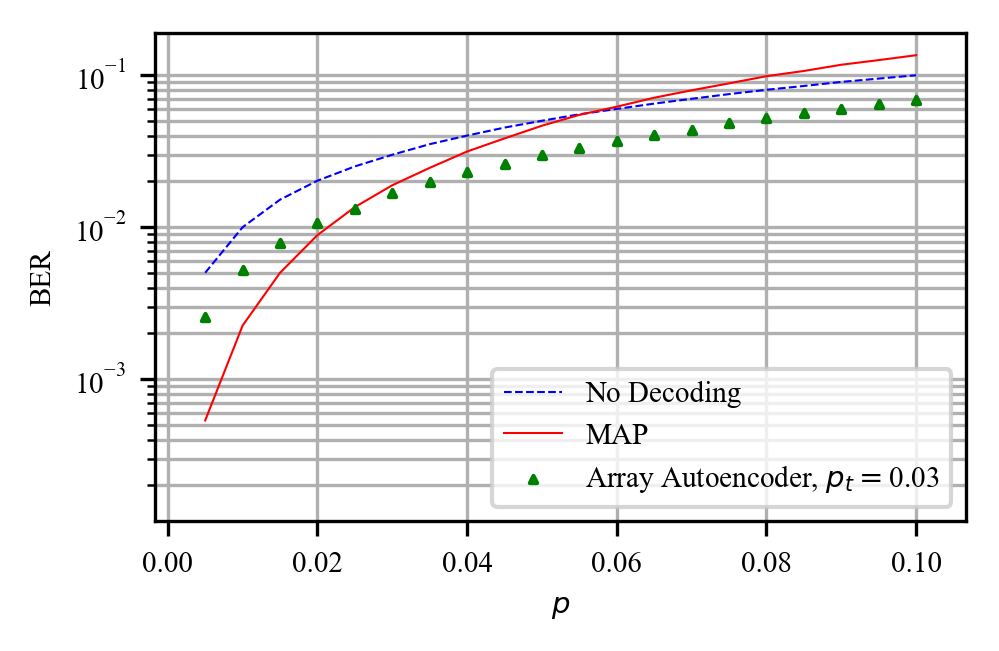 BER
10⁻¹
10⁻²
10⁻³
No Decoding
MAP
Array Autoencoder, pₜ = 0.03
0.00 0.02 0.04 0.06 0.08 0.10
p